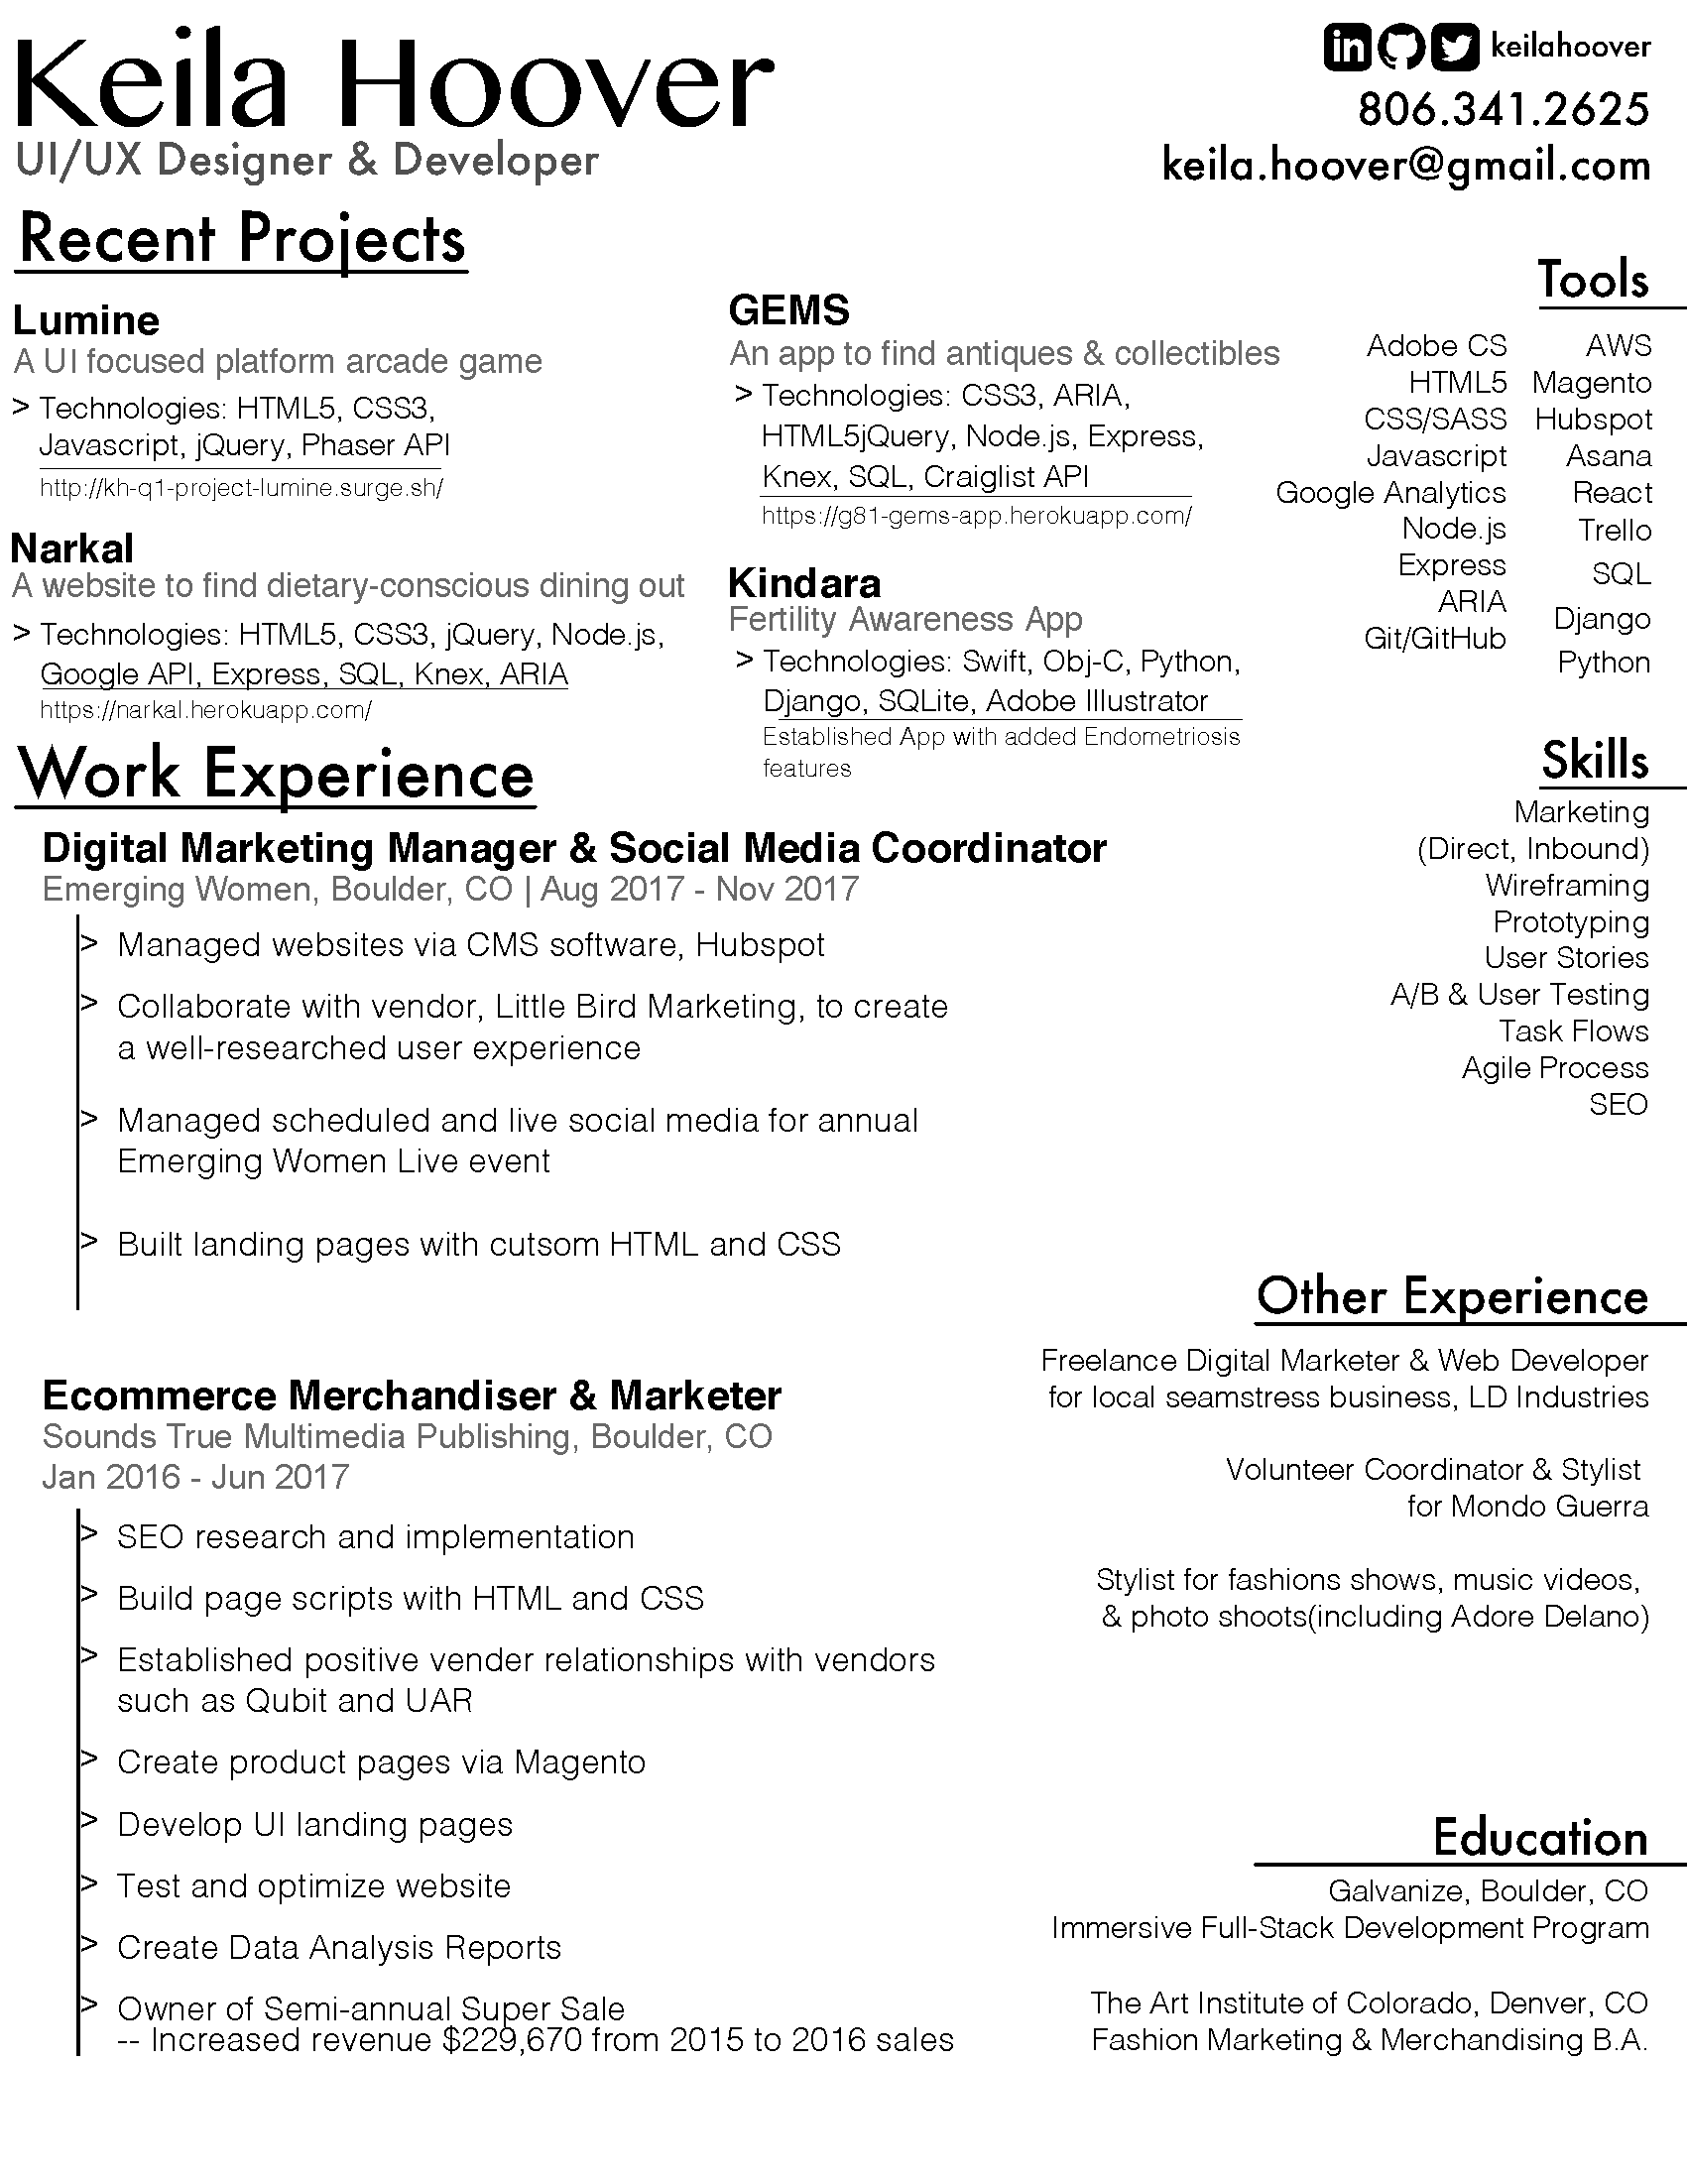 Keila Hoover
UI/UX Designer & Developer
in keilahoover
806.341.2625
keila.hoover@gmail.com
Recent Projects
Lumine
A UI focused platform arcade game
> Technologies: HTML5, CSS3,
Javascript, jQuery, Phaser API
http://kh-q1-project-lumine.surge.sh/
Narkal
A website to find dietary-conscious dining out
> Technologies: HTML5, CSS3, jQuery, Node.js,
Google API, Express, SQL, Knex, ARIA
https://narkal.herokuapp.com/
GEMS
An app to find antiques & collectibles
> Technologies: CSS3, ARIA,
HTML5jQuery, Node.js, Express,
Knex, SQL, Craiglist API
https://g81-gems-app.herokuapp.com/
Kindara
Fertility Awareness App
> Technologies: Swift, Obj-C, Python,
Django, SQLite, Adobe Illustrator
Established App with added Endometriosis
features
Tools
Adobe CS
HTML5
CSS/SASS
Javascript
Google Analytics
Node.js
Express
ARIA
Git/GitHub
AWS
Magento
Hubspot
Asana
React
Trello
SQL
Django
Python
Skills
Marketing
(Direct, Inbound)
Wireframing
Prototyping
User Stories
A/B & User Testing
Task Flows
Agile Process
SEO
Work Experience
Digital Marketing Manager & Social Media Coordinator
Emerging Women, Boulder, CO | Aug 2017 - Nov 2017
> Managed websites via CMS software, Hubspot
> Collaborate with vendor, Little Bird Marketing, to create
a well-researched user experience
> Managed scheduled and live social media for annual
Emerging Women Live event
> Built landing pages with cutsom HTML and CSS
Ecommerce Merchandiser & Marketer
Sounds True Multimedia Publishing, Boulder, CO
Jan 2016 - Jun 2017
> SEO research and implementation
> Build page scripts with HTML and CSS
> Established positive vender relationships with vendors
such as Qubit and UAR
> Create product pages via Magento
> Develop UI landing pages
> Test and optimize website
> Create Data Analysis Reports
> Owner of Semi-annual Super Sale
-- Increased revenue $229,670 from 2015 to 2016 sales
Other Experience
Freelance Digital Marketer & Web Developer
for local seamstress business, LD Industries
Volunteer Coordinator & Stylist
for Mondo Guerra
Stylist for fashions shows, music videos,
& photo shoots(including Adore Delano)
Education
Galvanize, Boulder, CO
Immersive Full-Stack Development Program
The Art Institute of Colorado, Denver, CO
Fashion Marketing & Merchandising B.A.